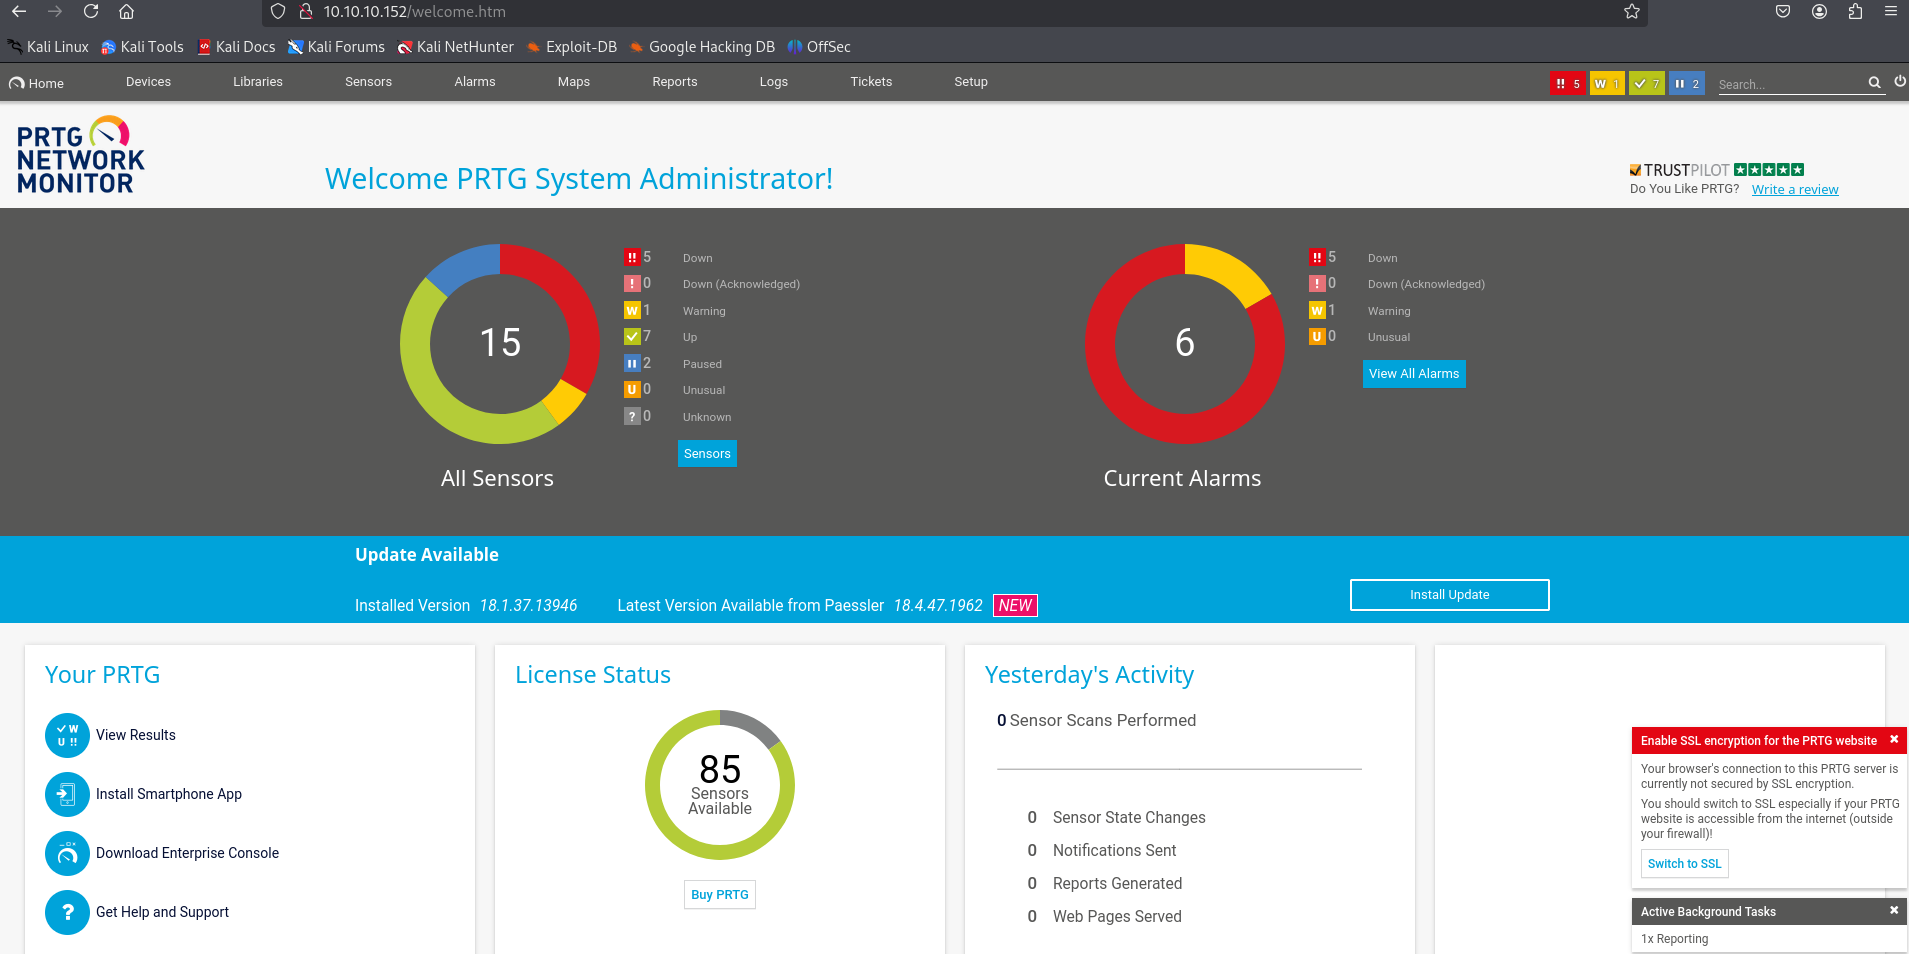 10.10.10.152/welcome.htm
Kali Linux Kali Tools Kali Docs Kali Forums Kali NetHunter Exploit-DB Google Hacking DB OffSec
Home Devices Libraries Sensors Alarms Maps Reports Logs Tickets Setup !! 5 W 1 7 2 Search...
PRTG
NETWORK
MONITOR
Welcome PRTG System Administrator!
TRUSTPILOT
Do You Like PRTG? Write a review
15
All Sensors
!! 5 Down
! 0 Down (Acknowledged)
W 1 Warning
7 Up
2 Paused
U 0 Unusual
? 0 Unknown
Sensors
6
Current Alarms
!! 5 Down
! 0 Down (Acknowledged)
W 1 Warning
U 0 Unusual
View All Alarms
Update Available
Installed Version 18.1.37.13946 Latest Version Available from Paessler 18.4.47.1962 NEW
Install Update
Your PRTG
W
U !!
View Results
Install Smartphone App
Download Enterprise Console
? Get Help and Support
License Status
85
Sensors
Available
Buy PRTG
Yesterday's Activity
0 Sensor Scans Performed
0 Sensor State Changes
0 Notifications Sent
0 Reports Generated
0 Web Pages Served
Enable SSL encryption for the PRTG website
Your browser's connection to this PRTG server is
currently not secured by SSL encryption.
You should switch to SSL especially if your PRTG
website is accessible from the internet (outside
your firewall)!
Switch to SSL
Active Background Tasks
1x Reporting